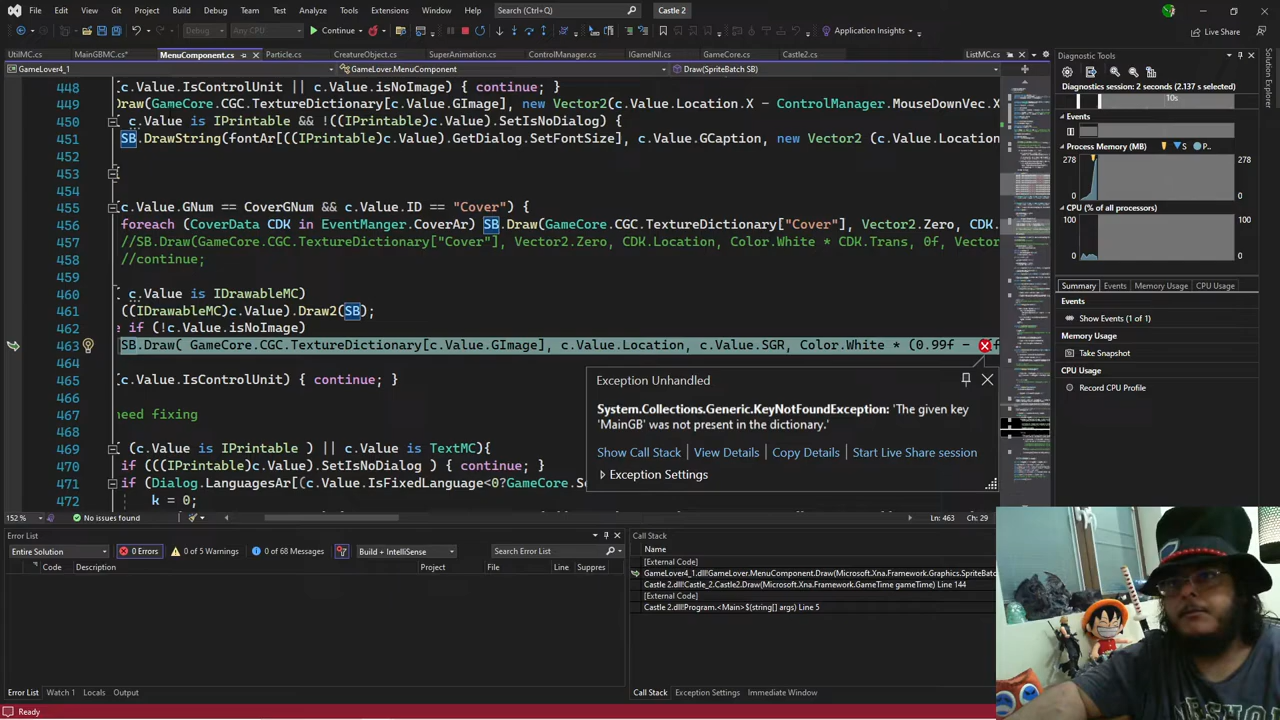 File Edit View Git Project Build Debug Team Test Analyze Tools Extensions Window Help Search (Ctrl+Q) Castle 2
Debug Any CPU Continue Application Insights Live Share
UtilMC.cs MainGBMC.cs* MenuComponent.cs Particle.cs CreatureObject.cs SuperAnimation.cs ControlManager.cs IGameINI.cs GameCore.cs Castle2.cs ListMC.cs
GameLover4_1 GameLover.MenuComponent Draw(SpriteBatch SB)
448 (c.Value.IsControlUnit || c.Value.isNoImage) { continue; }
449 Draw(GameCore.CGC.TextureDictionary[c.Value.GImage], new Vector2(c.Value.Location.X - ControlManager.MouseDownVec.X
450 c.Value is IPrintable && ((IPrintable)c.Value).SetIsNoDialog) {
451 SB.DrawString(fontAr[((IPrintable)c.Value).GetDialog.SetFontSize], c.Value.GCaption, new Vector2 (c.Value.Location
452
453
454
455 (c.Value.GNum == CoverGNum && c.Value.ID == "Cover") {
456 foreach (CoverData CDK in EventManger.CoverAr) SB.Draw(GameCore.CGC.TextureDictionary["Cover"], Vector2.Zero, CDK.
457 //SB.Draw(GameCore.CGC.TextureDictionary["Cover"], Vector2.Zero, CDK.Location, Color.White * CDK.Trans, 0f, Vector
458 //continue;
459
460 c.Value is IDrawableMC)
461 ((IDrawableMC)c.Value).Draw2(SB);
462 e if (!c.Value.isNoImage)
463 SB.Draw( GameCore.CGC.TextureDictionary[c.Value.GImage], c.Value.Location, c.Value.SGR, Color.White * (0.99f -
464
465 (c.Value.IsControlUnit) { continue; }
466
467 need fixing
468
469 (c.Value is IPrintable || c.Value is TextMC){
470 if (((IPrintable)c.Value).IsNoDialog ) { continue; }
471 if (Dialog.LanguagesAr[(c.Value.IsFixedLanguage<0?GameCore.Se
472 k = 0;
Exception Unhandled
System.Collections.Generic.KeyNotFoundException: 'The given key
'MainGB' was not present in the dictionary.'
Show Call Stack View Details Copy Details Start Live Share session
Exception Settings
152 % No issues found Ln: 463 Ch: 29
Diagnostic Tools
Diagnostics session: 2 seconds (2.137 s selected)
10s
Events
Process Memory (MB) S P...
278 278
0 0
CPU (% of all processors)
100 100
0 0
Summary Events Memory Usage CPU Usage
Events
Show Events (1 of 1)
Memory Usage
Take Snapshot
CPU Usage
Record CPU Profile
Solution Explorer
Error List
Entire Solution 0 Errors 0 of 5 Warnings 0 of 68 Messages Build + IntelliSense Search Error List
Code Description Project File Line Suppres
Call Stack
Name
[External Code]
GameLover4_1.dll!GameLover.MenuComponent.Draw(Microsoft.Xna.Framework.Graphics.SpriteBatc
Castle 2.dll!Castle_2.Castle2.Draw(Microsoft.Xna.Framework.GameTime gameTime) Line 144
[External Code]
Castle 2.dll!Program.<Main>$(string[] args) Line 5
Error List Watch 1 Locals Output
Call Stack Exception Settings Immediate Window
Ready